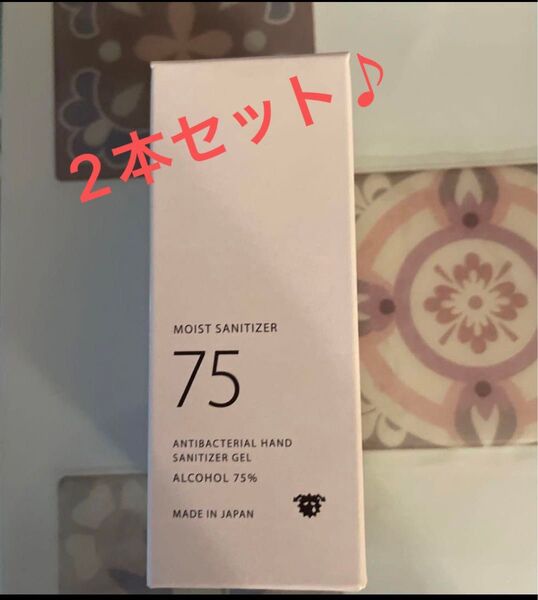 2本セット♪
MOIST SANITIZER
75
ANTIBACTERIAL HAND
SANITIZER GEL
ALCOHOL 75%
MADE IN JAPAN